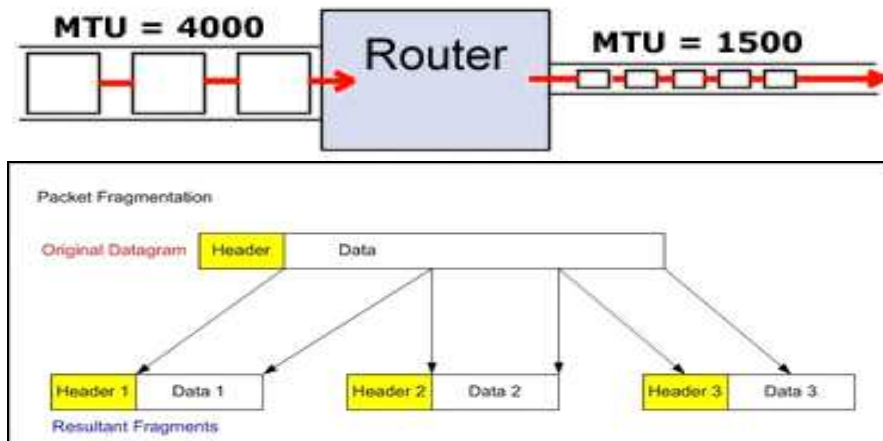 MTU = 4000
Router
MTU = 1500
Packet Fragmentation
Original Datagram
Header
Data
Header 1
Data 1
Header 2
Data 2
Header 3
Data 3
Resultant Fragments